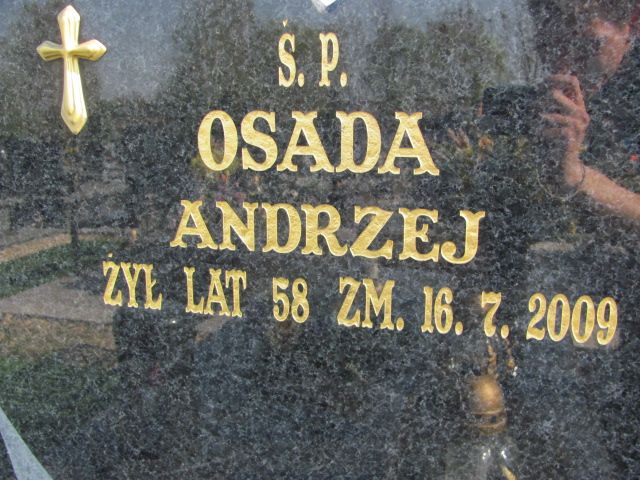 Ś. P.
OSADA
ANDRZEJ
ŻYŁ LAT 58 ZM. 16. 7. 2009